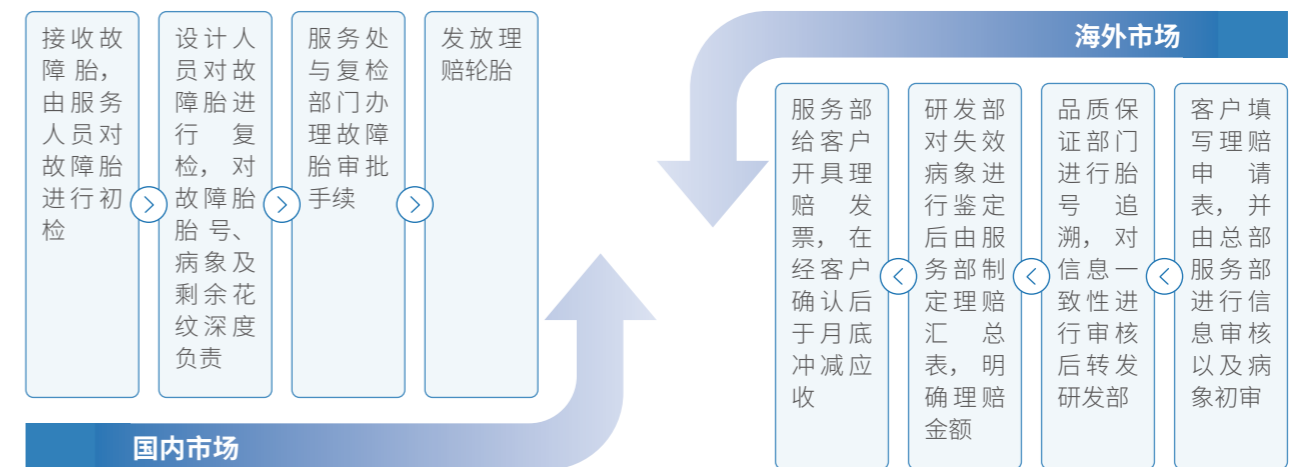 接收故
障胎，
由服务
人员对
故障胎
进行初
检
设计人
员对故
障胎进
行复
检，对
故障胎
胎号、
病象及
剩余花
纹深度
负责
服务处
与复检
部门办
理故障
胎审批
手续
发放理
赔轮胎
国内市场
海外市场
客户填
写理赔
申请
表，并
由总部
服务部
进行信
息审核
以及病
象初审
品质保
证部门
进行胎
号追
溯，对
信息一
致性进
行审核
后转发
研发部
研发部
对失效
病象进
行鉴定
后由服
务部制
定理赔
汇总
表，明
确理赔
金额
服务部
给客户
开具理
赔发
票，在
经客户
确认后
于月底
冲减应
收